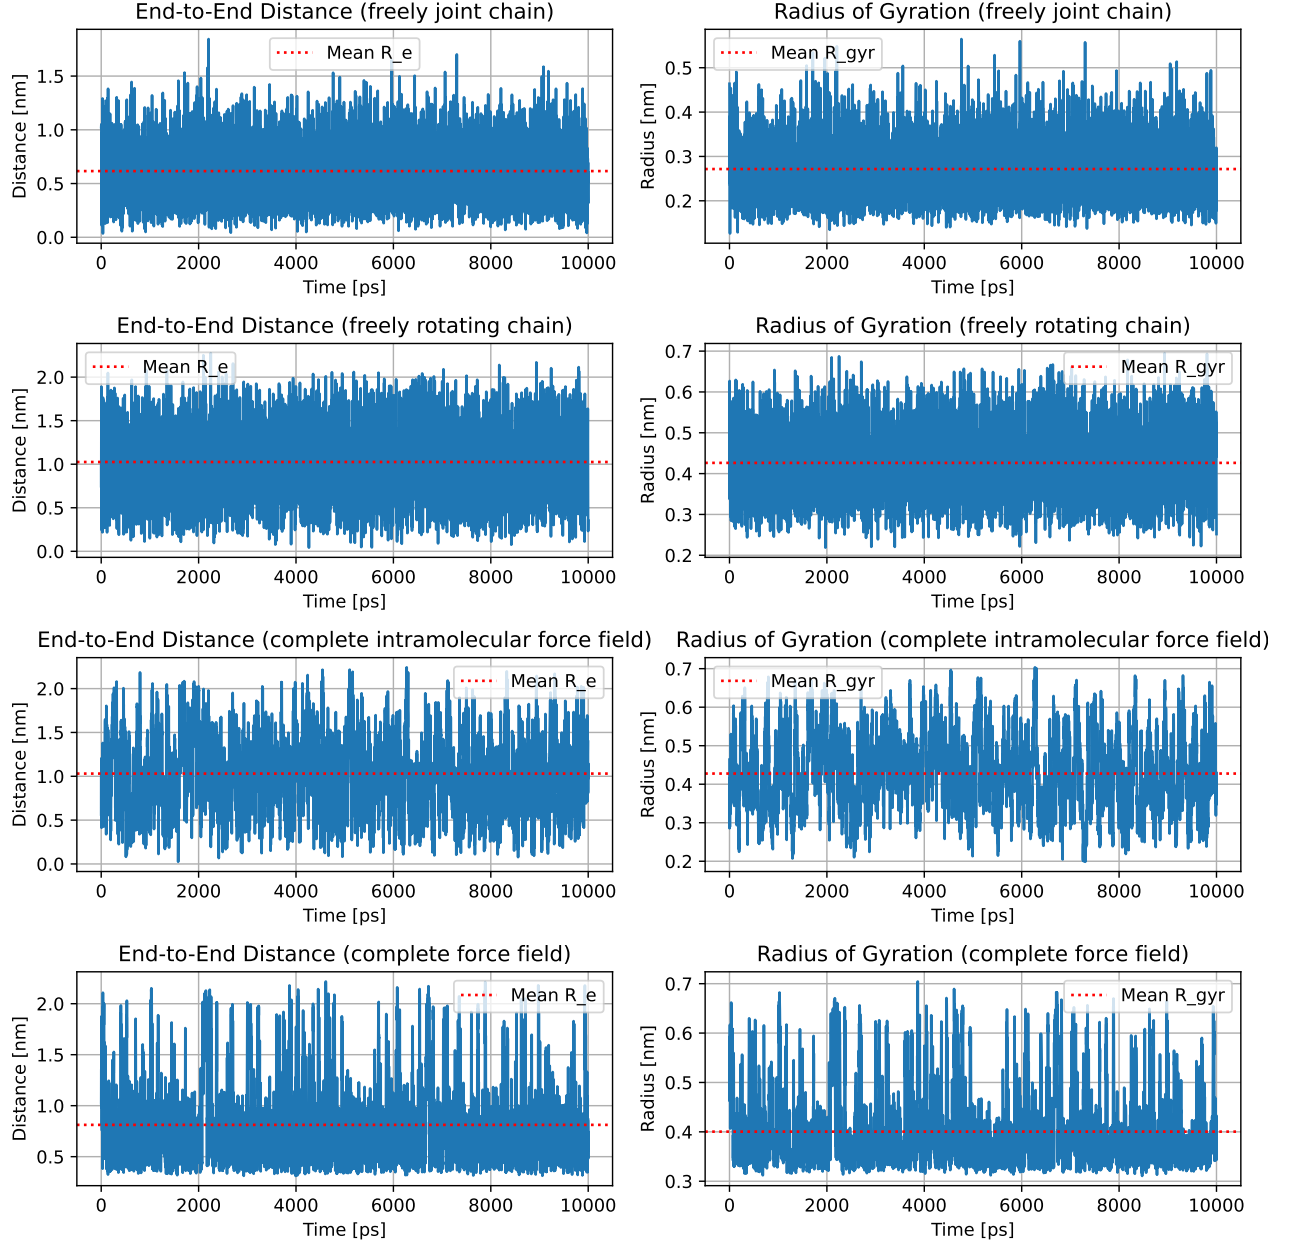 End-to-End Distance (freely joint chain)
Distance [nm]
1.5
1.0
0.5
0.0
Mean R_e
0 2000 4000 6000 8000 10000
Time [ps]
Radius of Gyration (freely joint chain)
Radius [nm]
0.5
0.4
0.3
0.2
Mean R_gyr
0 2000 4000 6000 8000 10000
Time [ps]
End-to-End Distance (freely rotating chain)
Distance [nm]
2.0
1.5
1.0
0.5
0.0
Mean R_e
0 2000 4000 6000 8000 10000
Time [ps]
Radius of Gyration (freely rotating chain)
Radius [nm]
0.7
0.6
0.5
0.4
0.3
0.2
Mean R_gyr
0 2000 4000 6000 8000 10000
Time [ps]
End-to-End Distance (complete intramolecular force field)
Distance [nm]
2.0
1.5
1.0
0.5
0.0
Mean R_e
0 2000 4000 6000 8000 10000
Time [ps]
Radius of Gyration (complete intramolecular force field)
Radius [nm]
0.7
0.6
0.5
0.4
0.3
0.2
Mean R_gyr
0 2000 4000 6000 8000 10000
Time [ps]
End-to-End Distance (complete force field)
Distance [nm]
2.0
1.5
1.0
0.5
Mean R_e
0 2000 4000 6000 8000 10000
Time [ps]
Radius of Gyration (complete force field)
Radius [nm]
0.7
0.6
0.5
0.4
0.3
Mean R_gyr
0 2000 4000 6000 8000 10000
Time [ps]